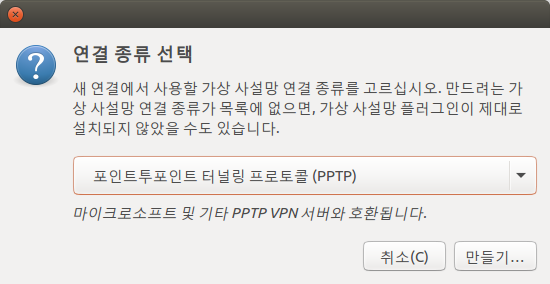 연결 종류 선택
새 연결에서 사용할 가상 사설망 연결 종류를 고르십시오. 만드려는 가
상 사설망 연결 종류가 목록에 없으면, 가상 사설망 플러그인이 제대로
설치되지 않았을 수도 있습니다.
포인트투포인트 터널링 프로토콜 (PPTP)
마이크로소프트 및 기타 PPTP VPN 서버와 호환됩니다.
취소(C) 만들기...